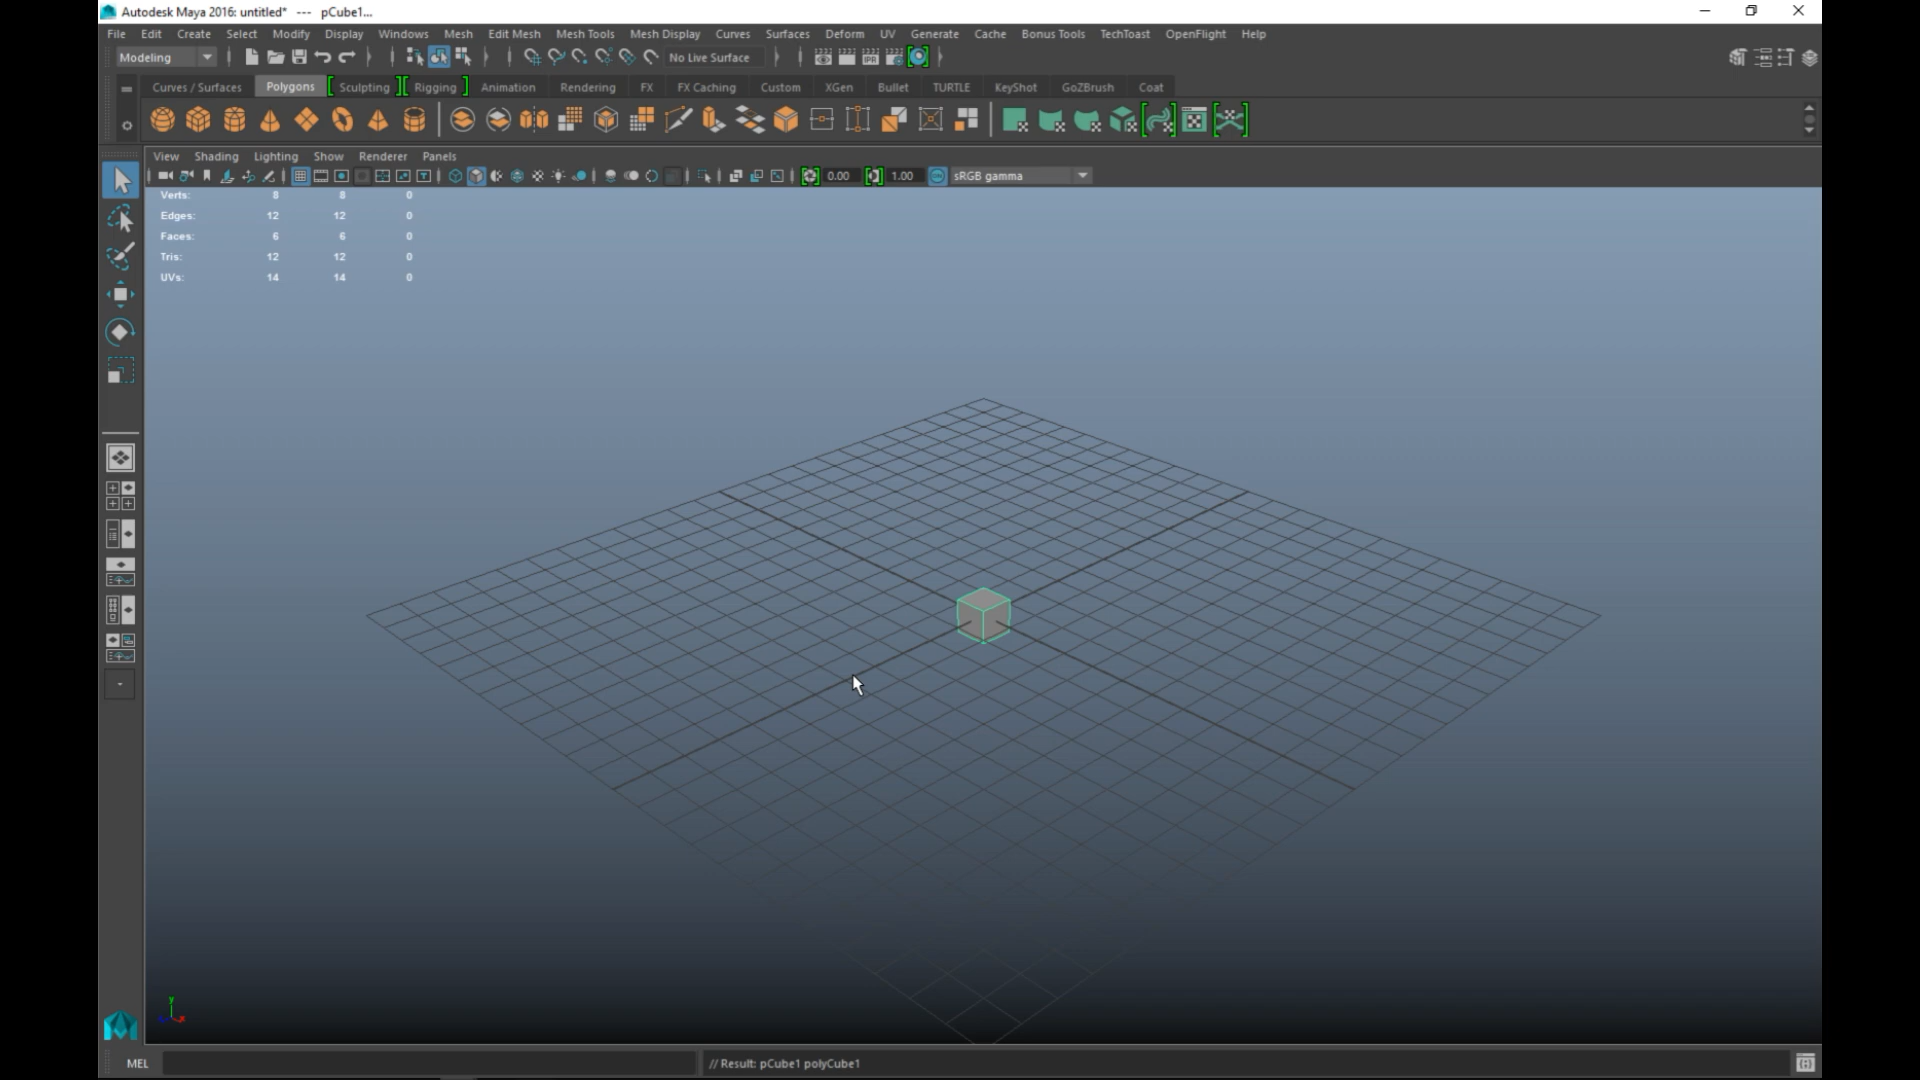 Autodesk Maya 2016: untitled* --- pCube1...
File Edit Create Select Modify Display Windows Mesh Edit Mesh Mesh Tools Mesh Display Curves Surfaces Deform UV Generate Cache Bonus Tools TechToast OpenFlight Help
Modeling No Live Surface
Curves / Surfaces Polygons Sculpting Rigging Animation Rendering FX FX Caching Custom XGen Bullet TURTLE KeyShot GoZBrush Coat
View Shading Lighting Show Renderer Panels
0.00 1.00 sRGB gamma
Verts: 8 8 0
Edges: 12 12 0
Faces: 6 6 0
Tris: 12 12 0
UVs: 14 14 0
y
MEL // Result: pCube1 polyCube1